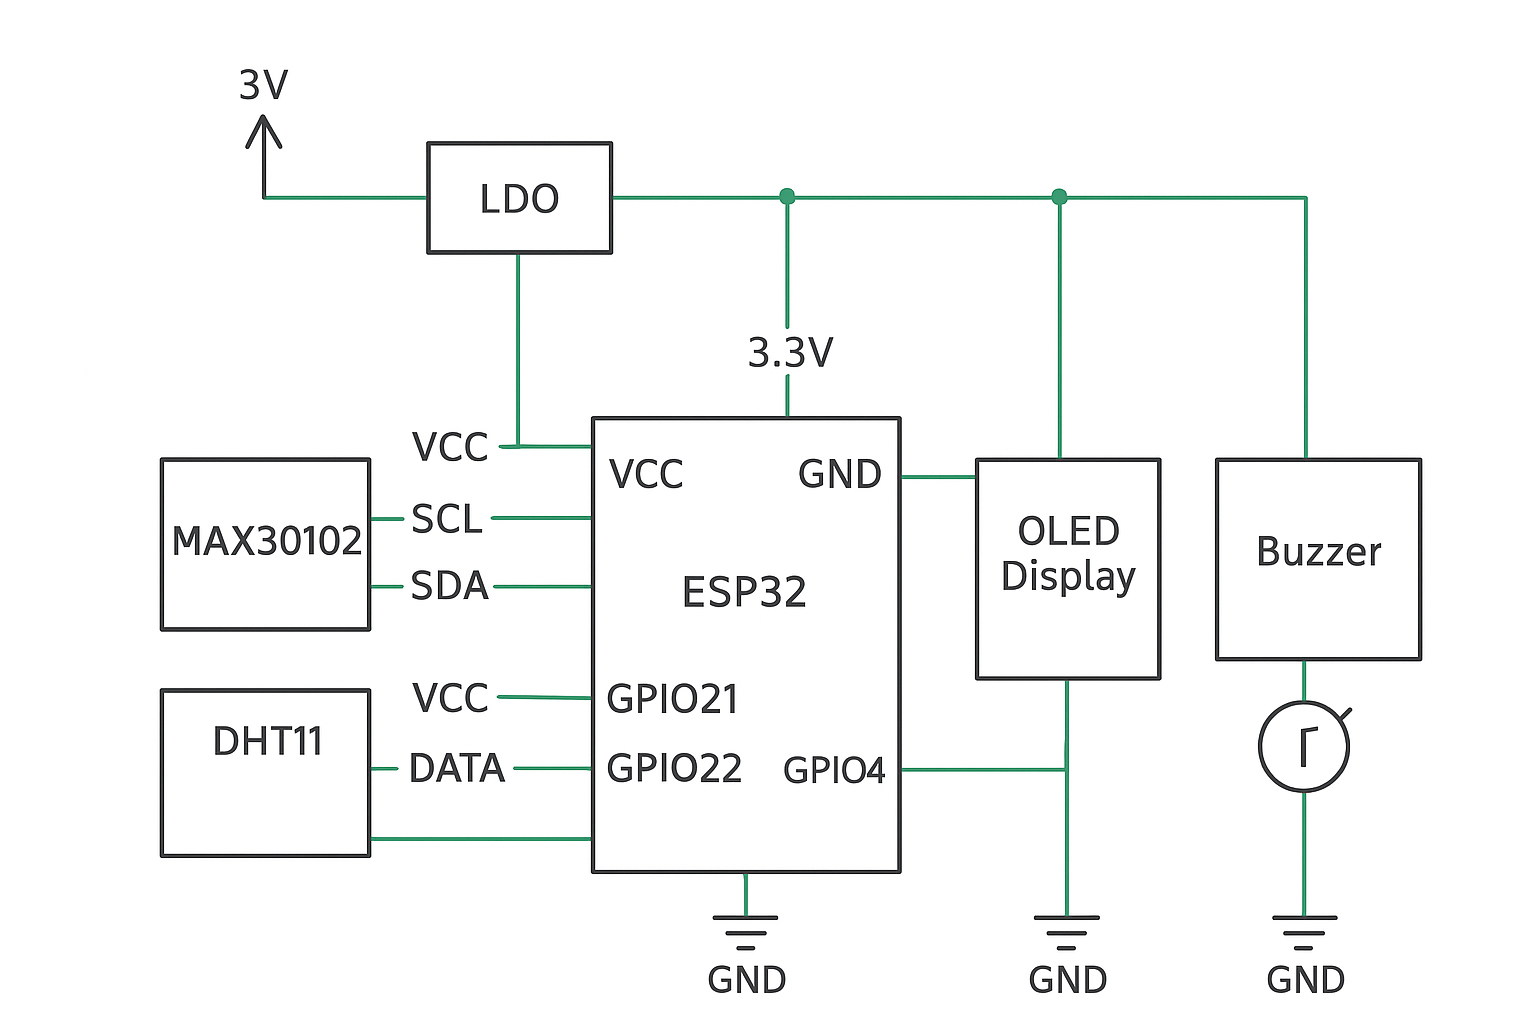 3V
LDO
3.3V
VCC
VCC
GND
MAX30102
SCL
SDA
ESP32
OLED
Display
Buzzer
DHT11
VCC
GPIO21
DATA
GPIO22
GPIO4
GND
GND
GND